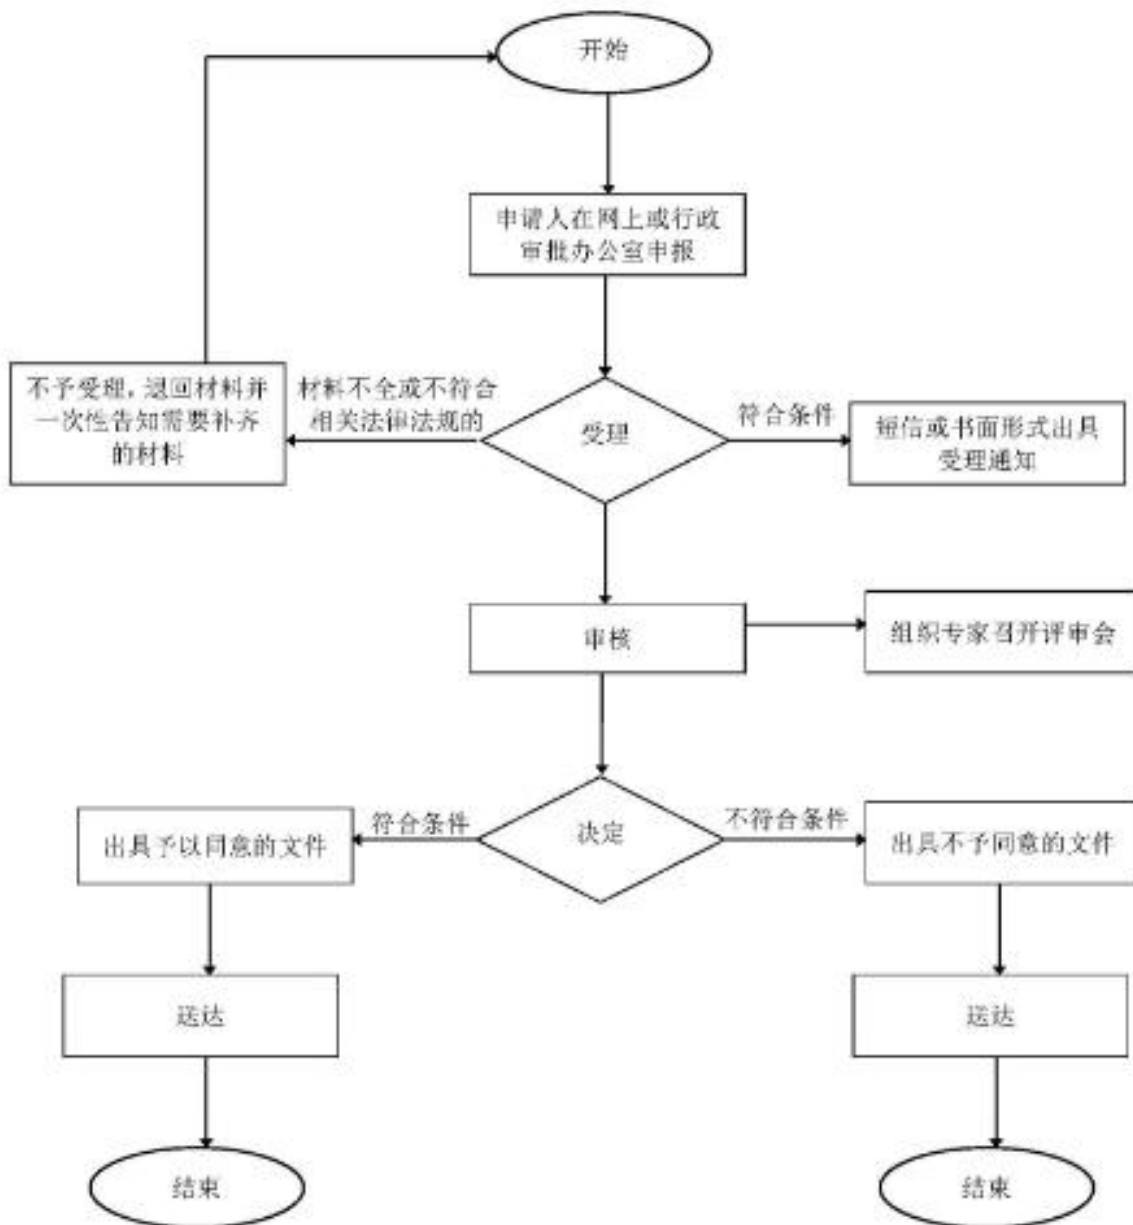 开始
申请人在网上或行政
审批办公室申报
不予受理，退回材料并
一次性告知需要补齐
的材料
材料不全或不符合
相关法律法规的
受理
符合条件
短信或书面形式出具
受理通知
审核
组织专家召开评审会
出具予以同意的文件
符合条件
决定
不符合条件
出具不予同意的文件
送达
送达
结束
结束